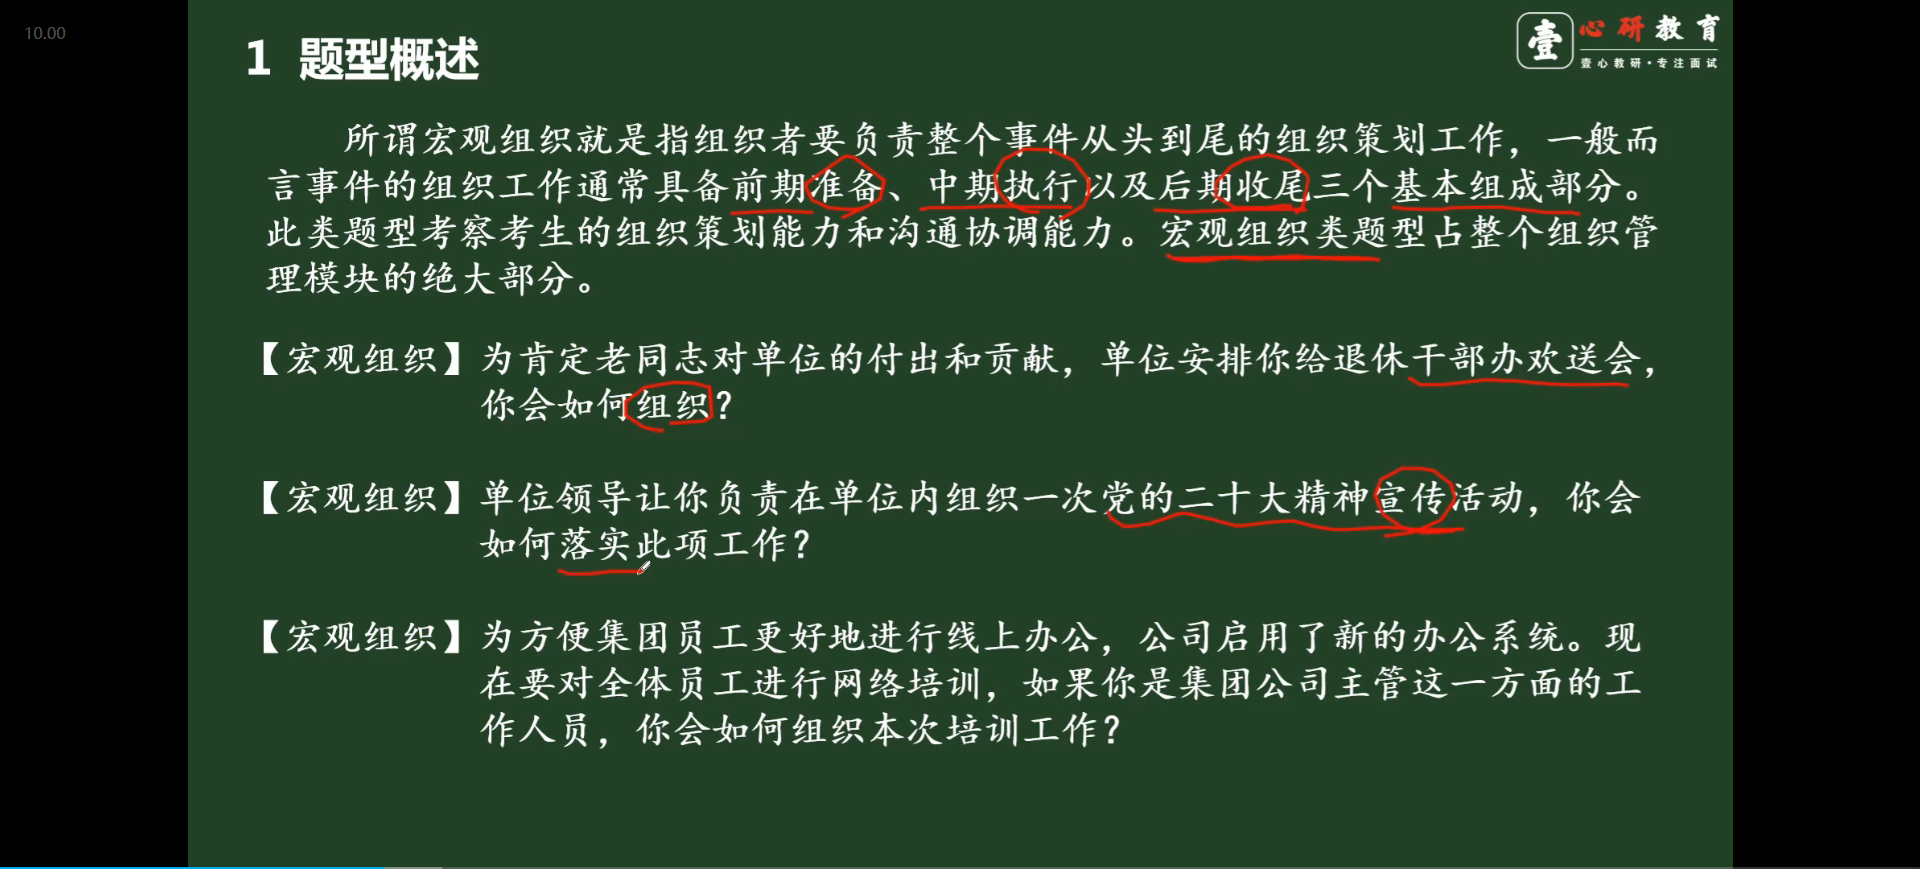 10.00
1 题型概述
壹 心研教育
壹心教研·专注面试
所谓宏观组织就是指组织者要负责整个事件从头到尾的组织策划工作，一般而
言事件的组织工作通常具备前期准备、中期执行以及后期收尾三个基本组成部分。
此类题型考察考生的组织策划能力和沟通协调能力。宏观组织类题型占整个组织管
理模块的绝大部分。
【宏观组织】为肯定老同志对单位的付出和贡献，单位安排你给退休干部办欢送会，
你会如何组织？
【宏观组织】单位领导让你负责在单位内组织一次党的二十大精神宣传活动，你会
如何落实此项工作？
【宏观组织】为方便集团员工更好地进行线上办公，公司启用了新的办公系统。现
在要对全体员工进行网络培训，如果你是集团公司主管这一方面的工
作人员，你会如何组织本次培训工作？